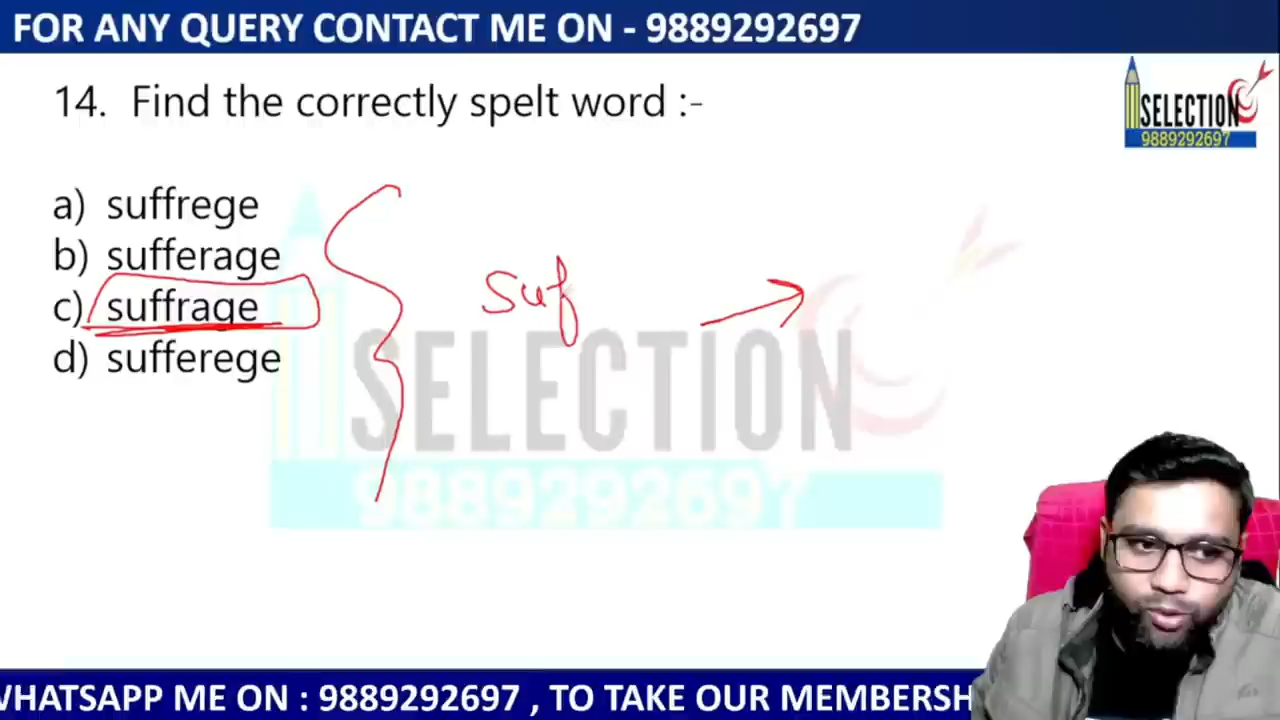 FOR ANY QUERY CONTACT ME ON - 9889292697
SELECTION
9889292697
14. Find the correctly spelt word :-
a) suffrege
b) sufferage
c) suffrage
d) sufferege
suf
SELECTION
9889292697
WHATSAPP ME ON : 9889292697 , TO TAKE OUR MEMBERSH